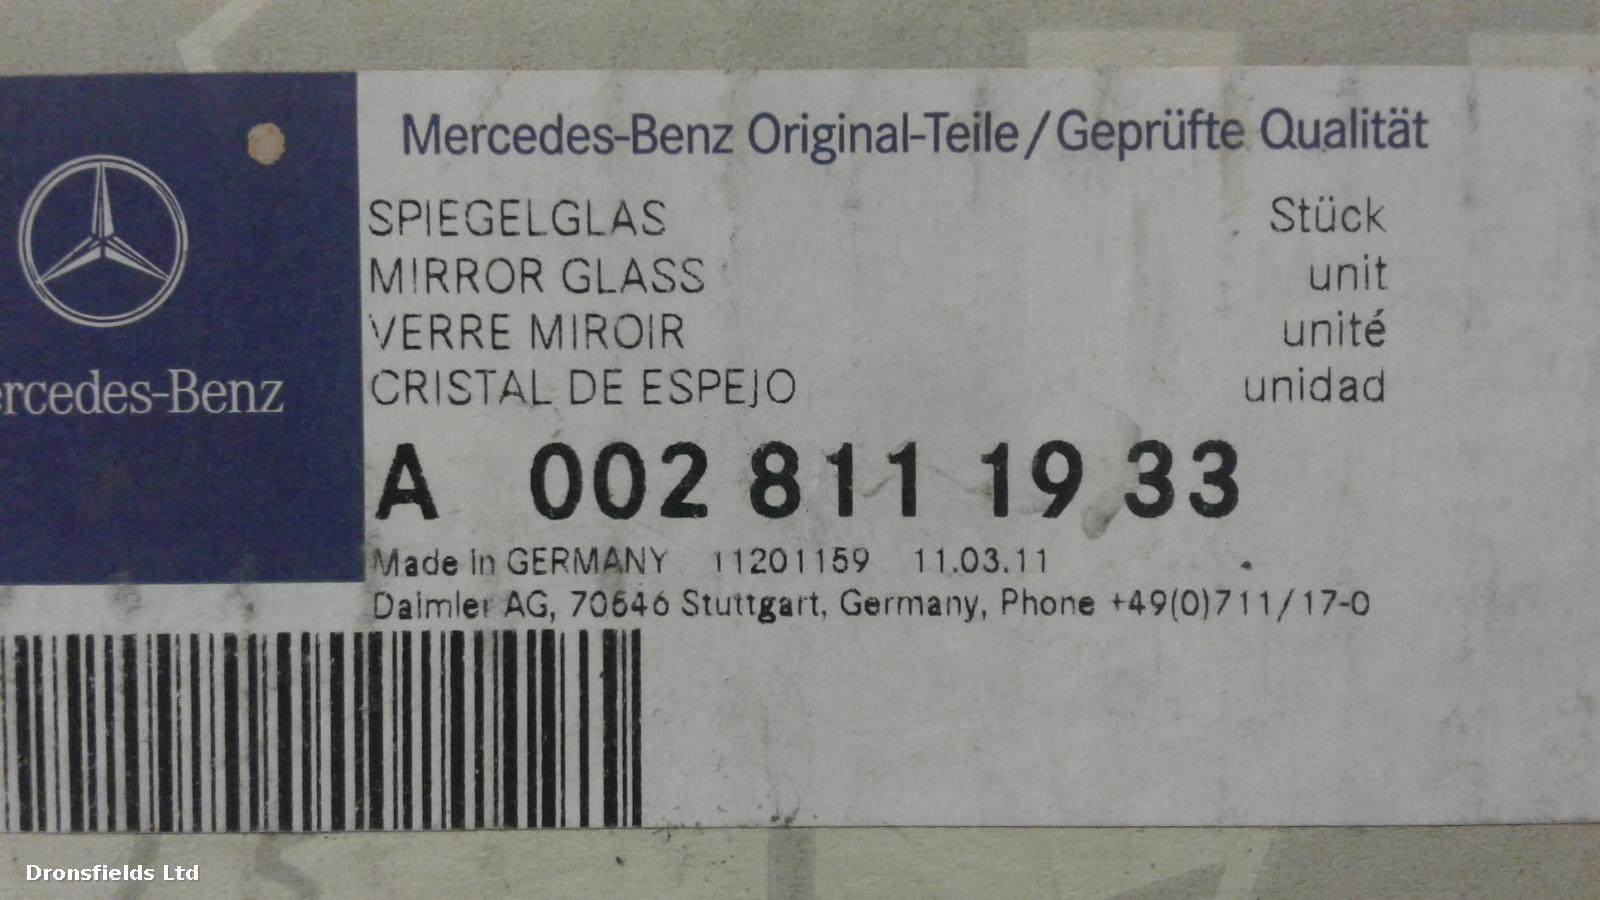 Mercedes-Benz Original-Teile/Geprüfte Qualität
SPIEGELGLAS Stück
MIRROR GLASS unit
VERRE MIROIR unité
CRISTAL DE ESPEJO unidad
ercedes-Benz
A 002 811 19 33
Made in GERMANY 11201159 11.03.11
Daimler AG, 70546 Stuttgart, Germany, Phone +49(0)711/17-0
Dronsfields Ltd